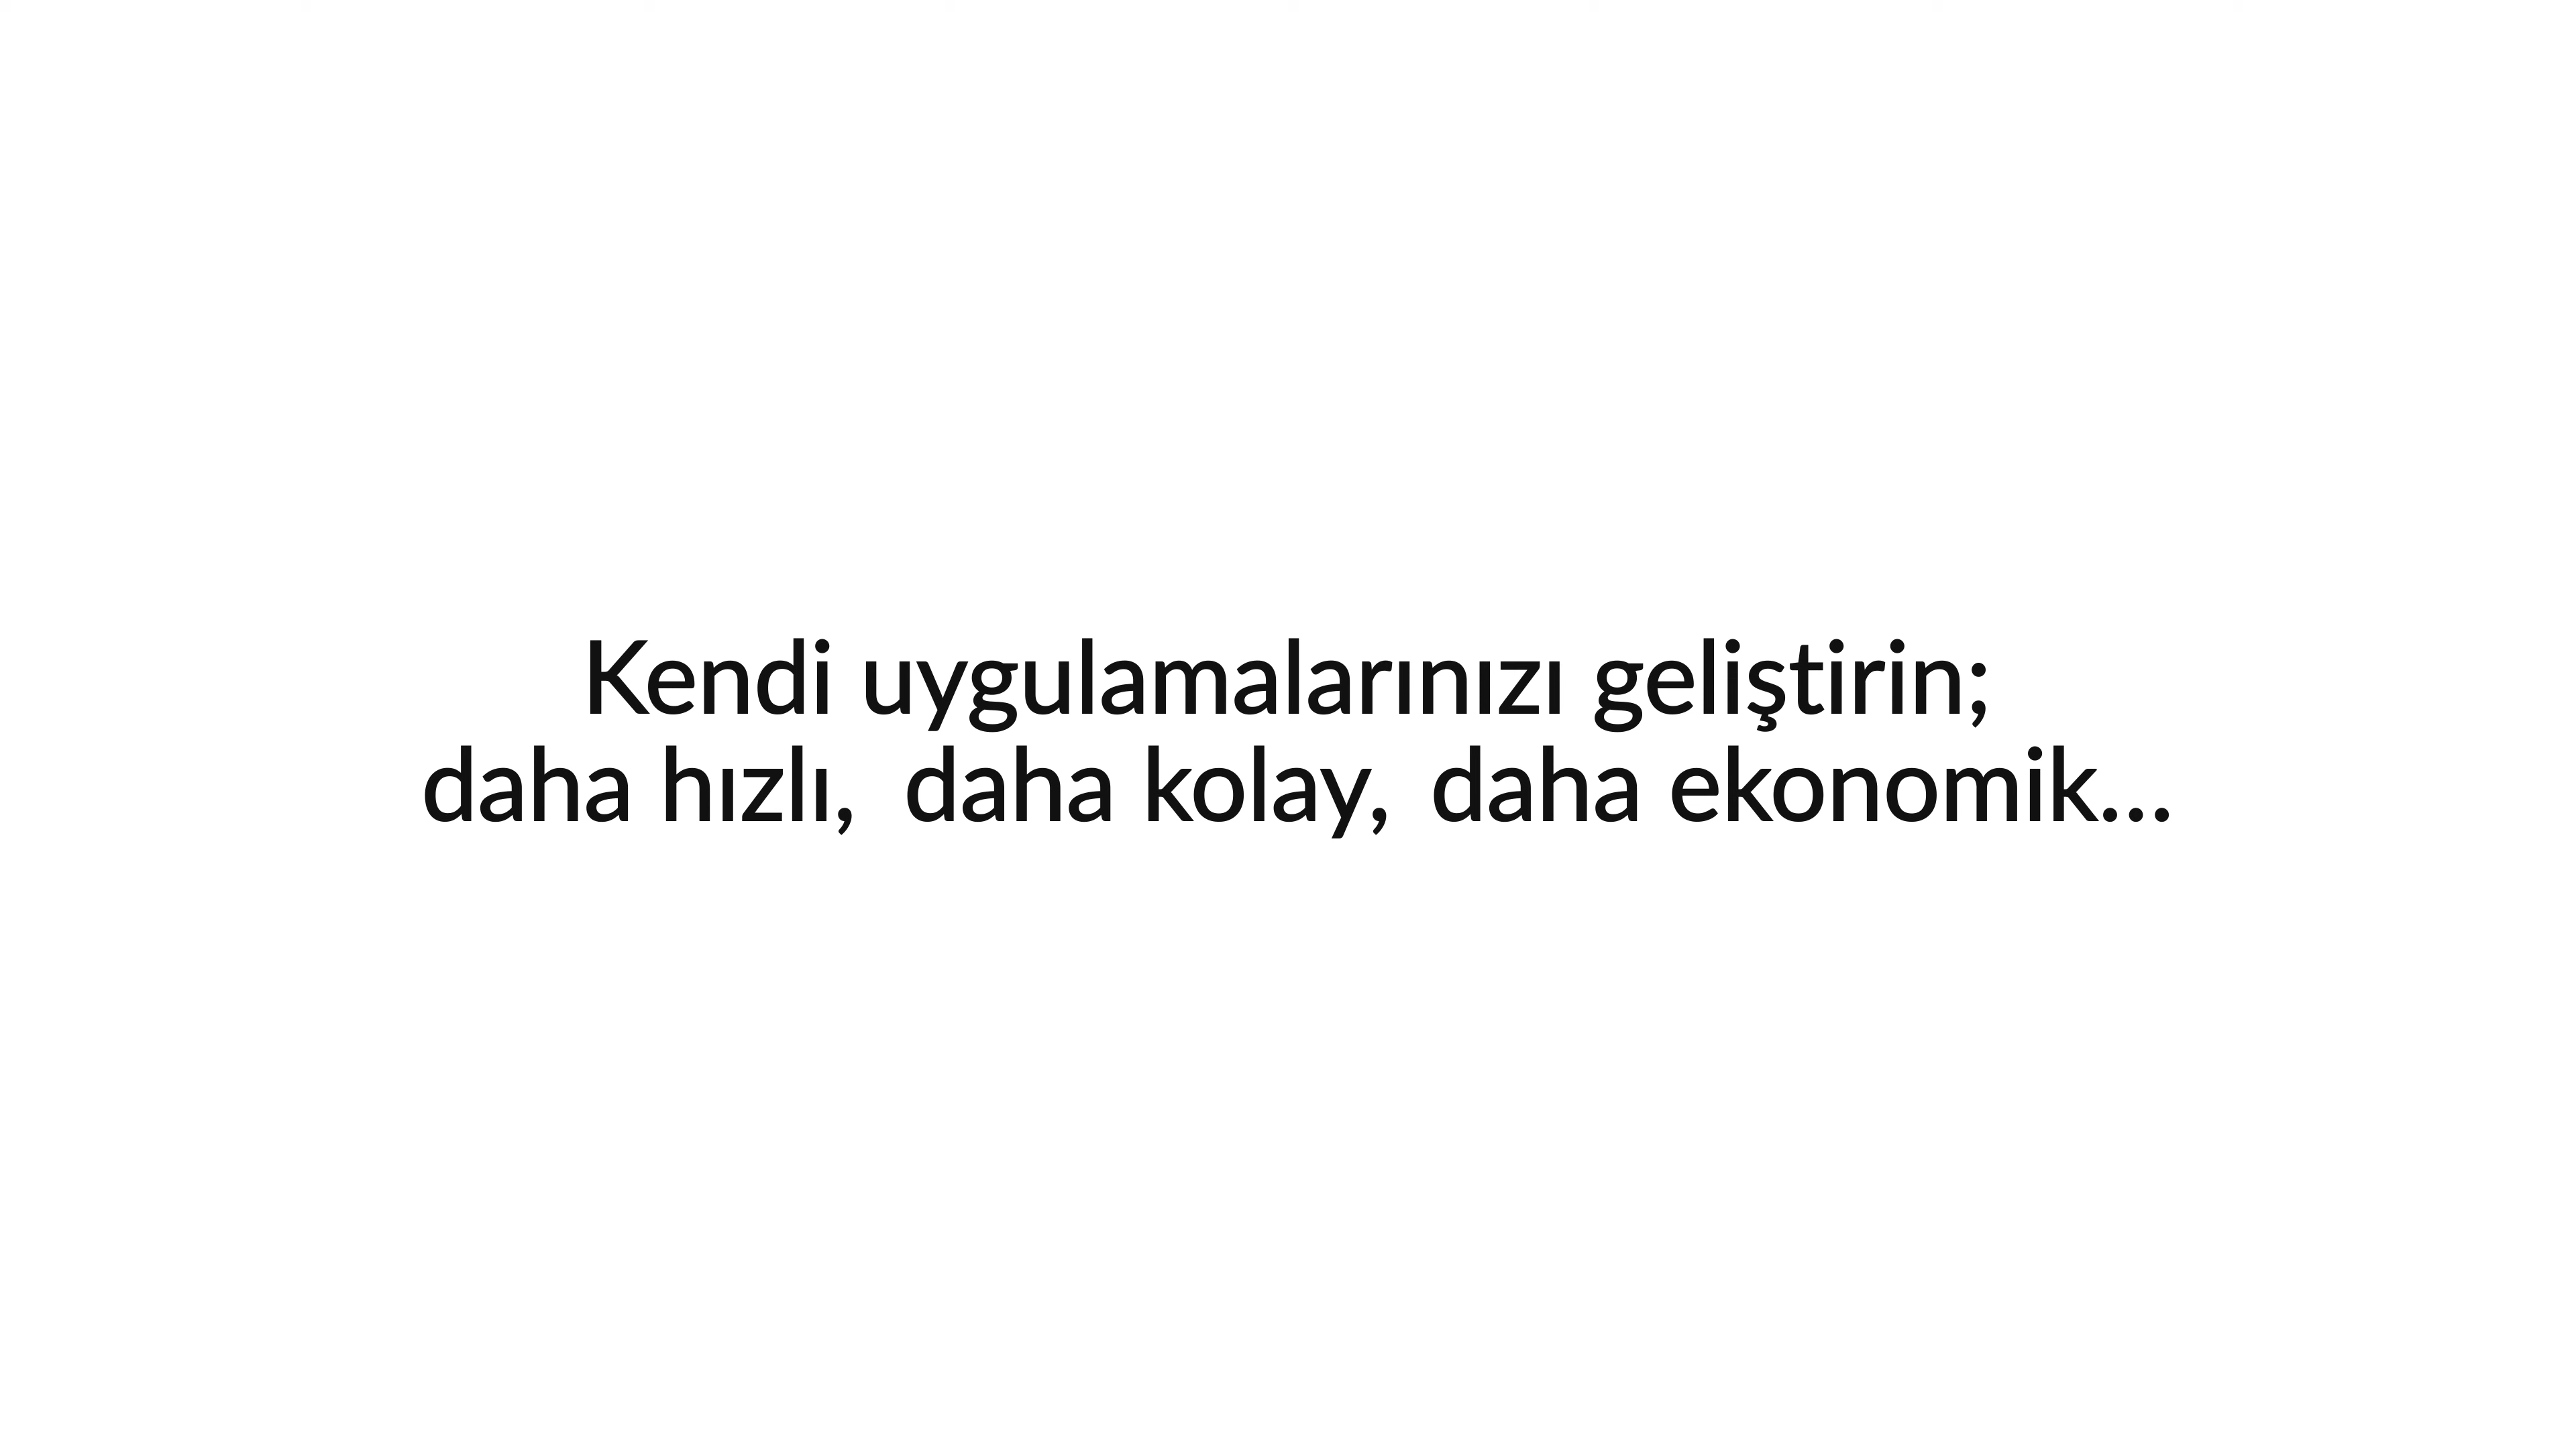 Kendi uygulamalarınızı geliştirin;
daha hızlı,  daha kolay,  daha ekonomik...